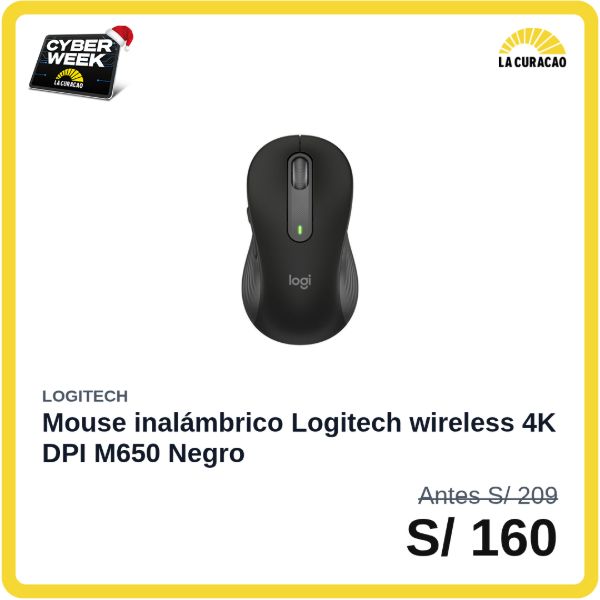 CYBER
WEEK
LA CURACAO
LA CURACAO
logi
LOGITECH
Mouse inalámbrico Logitech wireless 4K
DPI M650 Negro
Antes S/ 209
S/ 160